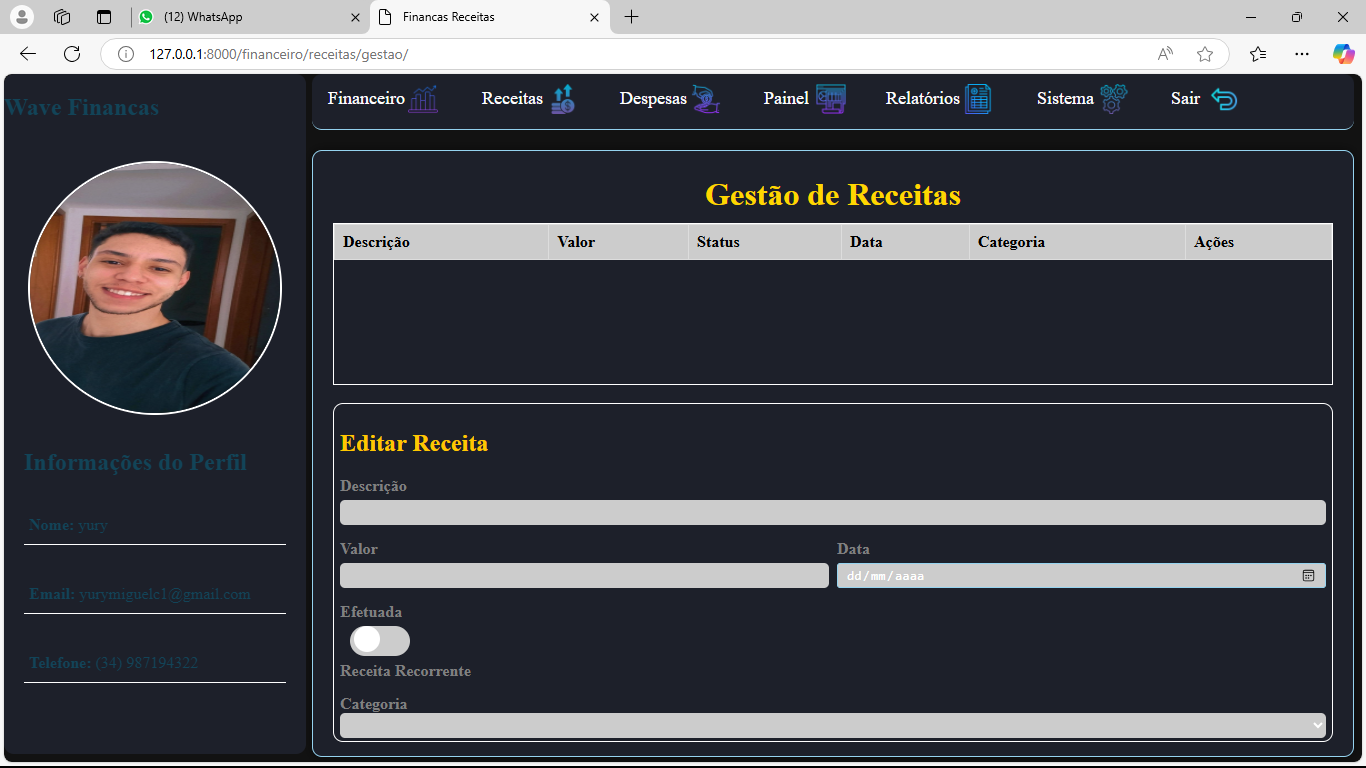 (12) WhatsApp
Financas Receitas
127.0.0.1:8000/financeiro/receitas/gestao/
Wave Financas
Financeiro
Receitas
Despesas
Painel
Relatórios
Sistema
Sair
Informações do Perfil
Nome: yury
Email: yurymiguelc1@gmail.com
Telefone: (34) 987194322
Gestão de Receitas
Descrição Valor Status Data Categoria Ações
Editar Receita
Descrição
Valor Data
dd/mm/aaaa
Efetuada
Receita Recorrente
Categoria